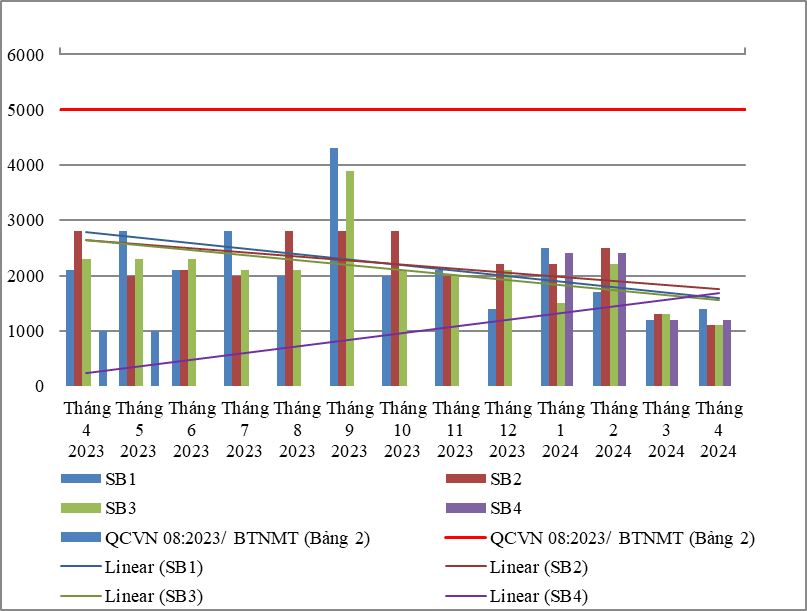 6000
5000
4000
3000
2000
1000
0
Tháng Tháng Tháng Tháng Tháng Tháng Tháng Tháng Tháng Tháng Tháng Tháng Tháng
4 5 6 7 8 9 10 11 12 1 2 3 4
2023 2023 2023 2023 2023 2023 2023 2023 2023 2024 2024 2024 2024
SB1 SB2
SB3 SB4
QCVN 08:2023/ BTNMT (Bảng 2) QCVN 08:2023/ BTNMT (Bảng 2)
Linear (SB1) Linear (SB2)
Linear (SB3) Linear (SB4)